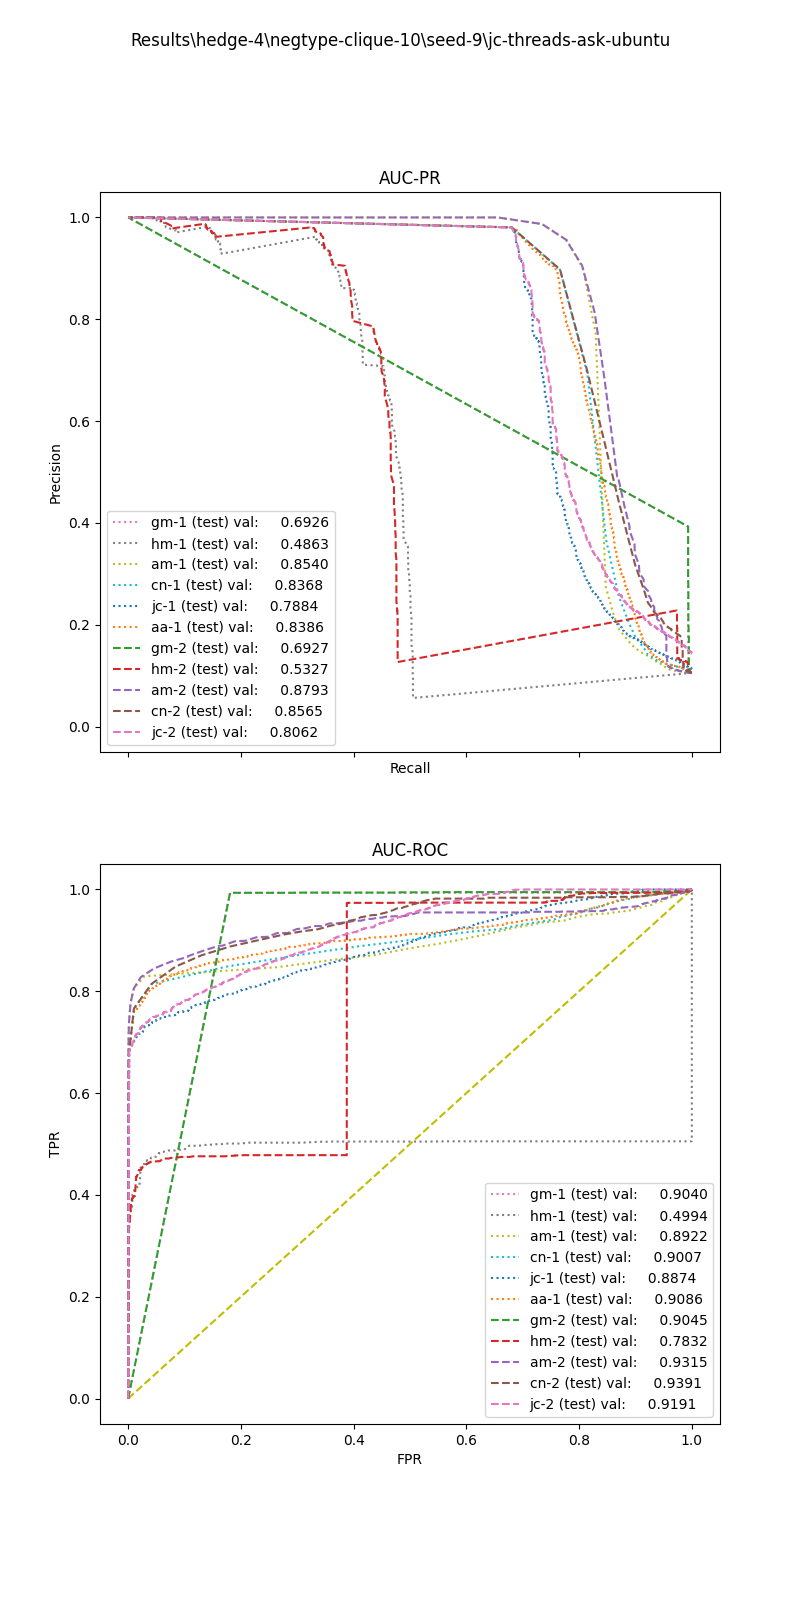 Results\hedge-4\negtype-clique-10\seed-9\jc-threads-ask-ubuntu
AUC-PR
1.0
0.8
0.6
0.4
0.2
0.0
Precision
gm-1 (test) val: 0.6926
hm-1 (test) val: 0.4863
am-1 (test) val: 0.8540
cn-1 (test) val: 0.8368
jc-1 (test) val: 0.7884
aa-1 (test) val: 0.8386
gm-2 (test) val: 0.6927
hm-2 (test) val: 0.5327
am-2 (test) val: 0.8793
cn-2 (test) val: 0.8565
jc-2 (test) val: 0.8062
Recall
AUC-ROC
1.0
0.8
0.6
0.4
0.2
0.0
TPR
gm-1 (test) val: 0.9040
hm-1 (test) val: 0.4994
am-1 (test) val: 0.8922
cn-1 (test) val: 0.9007
jc-1 (test) val: 0.8874
aa-1 (test) val: 0.9086
gm-2 (test) val: 0.9045
hm-2 (test) val: 0.7832
am-2 (test) val: 0.9315
cn-2 (test) val: 0.9391
jc-2 (test) val: 0.9191
0.0 0.2 0.4 0.6 0.8 1.0
FPR